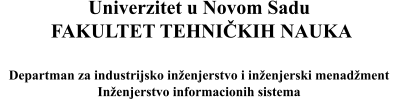 Univerzitet u Novom Sadu
FAKULTET TEHNIČKIH NAUKA
Departman za industrijsko inženjerstvo i inženjerski menadžment
Inženjerstvo informacionih sistema